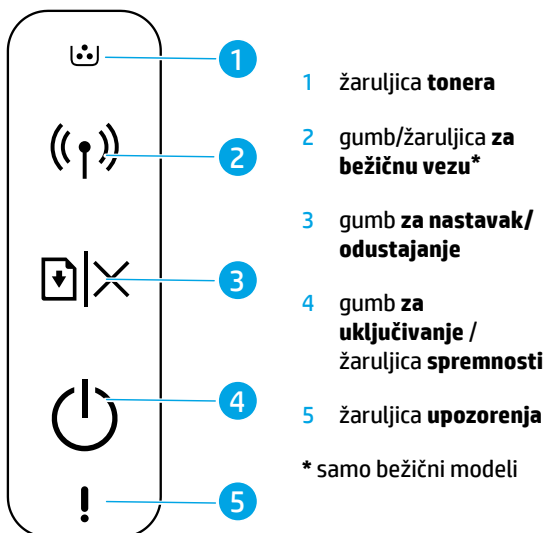 1
2
3
4
5
1 žaruljica tonera
2 gumb/žaruljica za
bežičnu vezu*
3 gumb za nastavak/
odustajanje
4 gumb za
uključivanje /
žaruljica spremnosti
5 žaruljica upozorenja
* samo bežični modeli